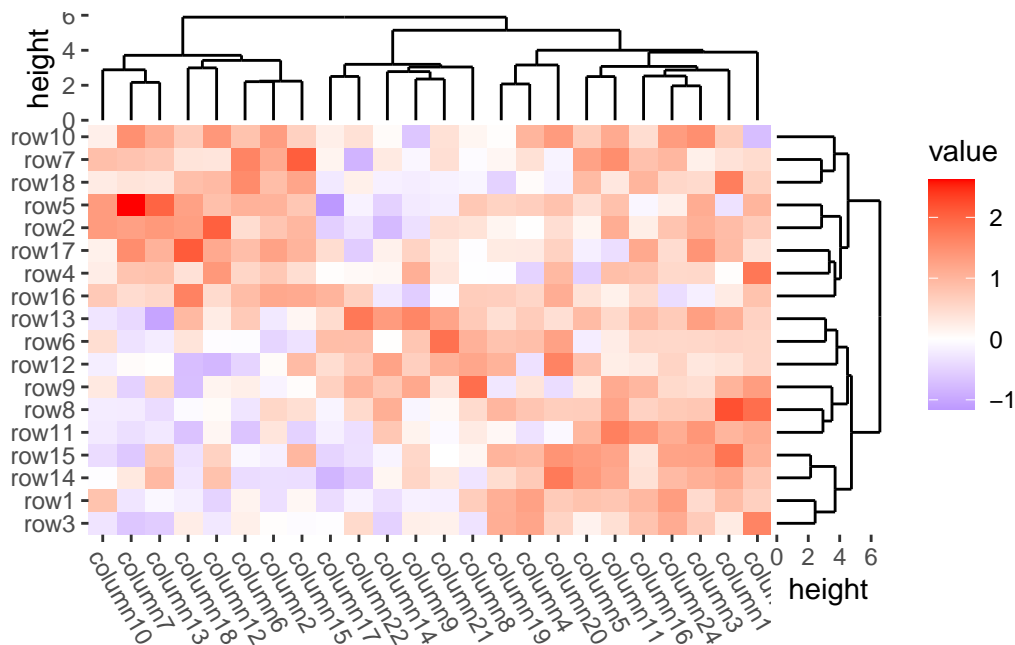 6
4
2
0
height
row10
row7
row18
row5
row2
row17
row4
row16
row13
row6
row12
row9
row8
row11
row15
row14
row1
row3
column10
column7
column13
column18
column12
column6
column2
column15
column17
column22
column14
column9
column21
column8
column19
column4
column20
column5
column11
column16
column24
column3
column1
0 2 4 6
height
value
2
1
0
−1